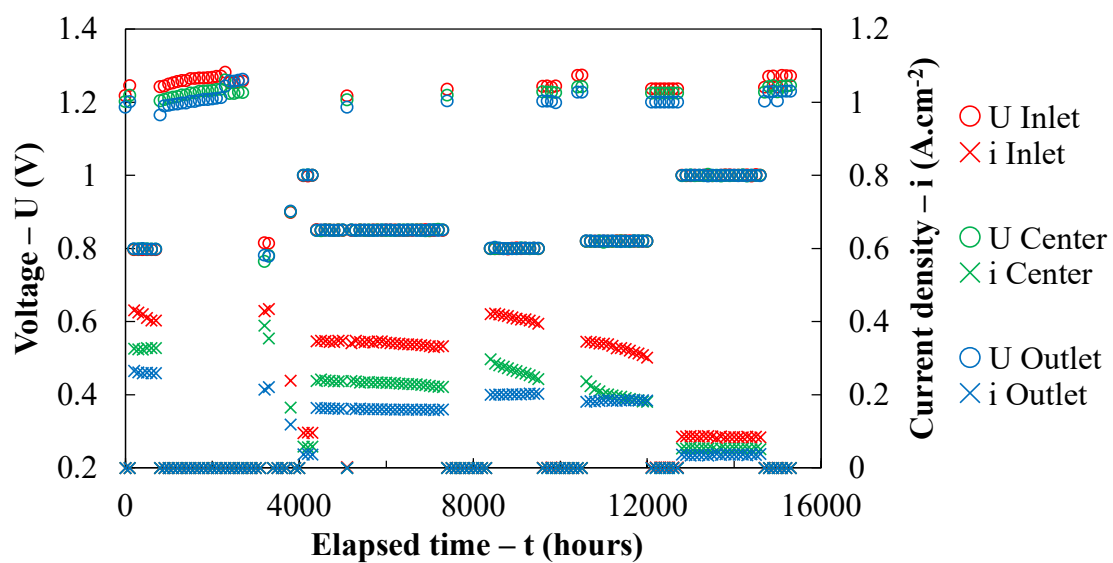 1.4
1.2
1
0.8
0.6
0.4
0.2
Voltage – U (V)
0
4000
8000
12000
16000
Elapsed time – t (hours)
1.2
1
0.8
0.6
0.4
0.2
0
Current density – i (A.cm⁻²)
U Inlet
i Inlet
U Center
i Center
U Outlet
i Outlet